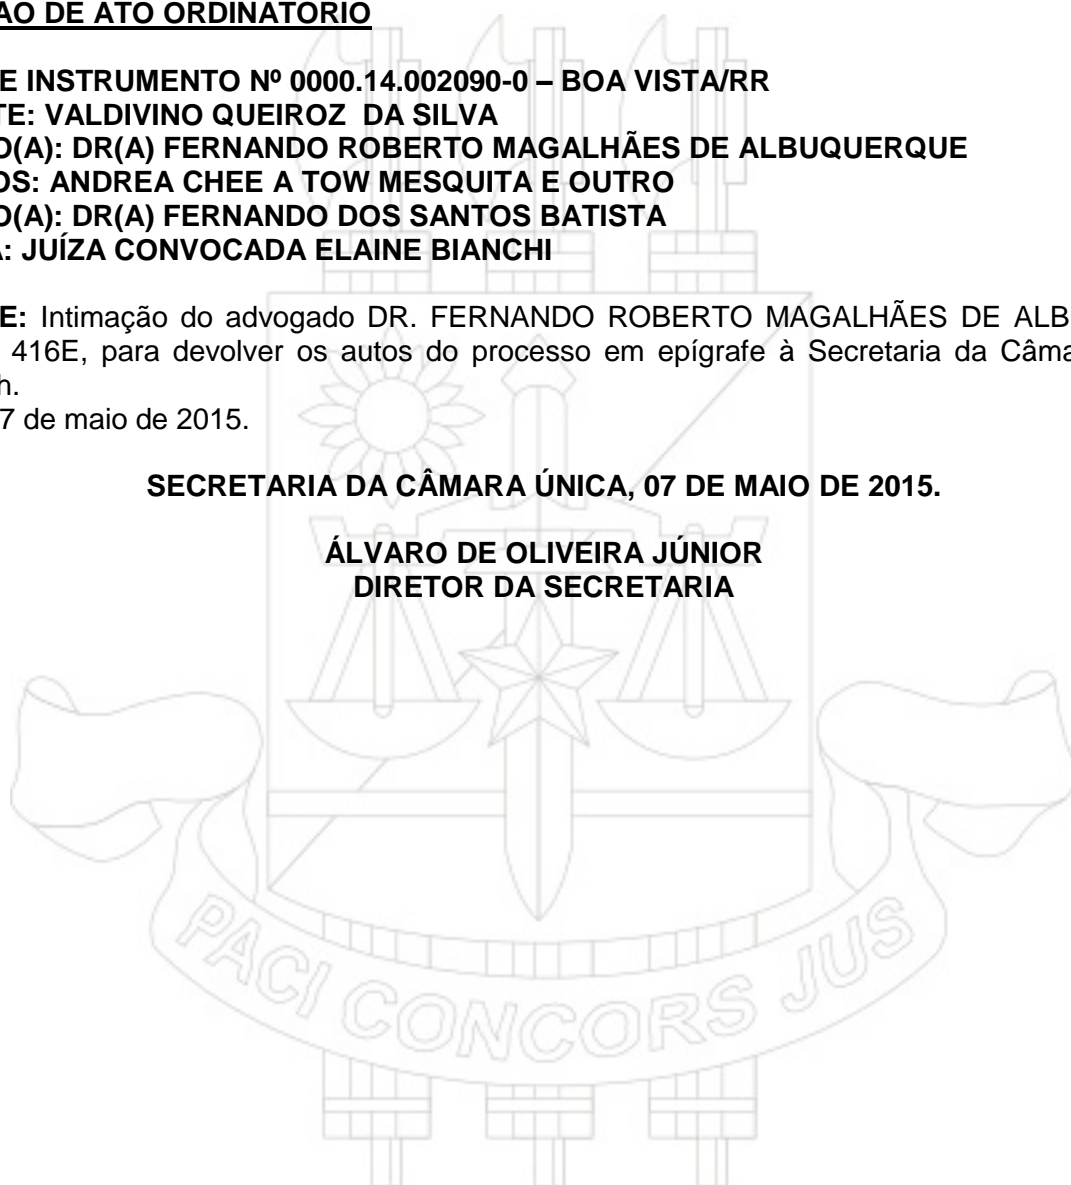 ÃO DE ATO ORDINATÓRIO
E INSTRUMENTO Nº 0000.14.002090-0 – BOA VISTA/RR
TE: VALDIVINO QUEIROZ DA SILVA
O(A): DR(A) FERNANDO ROBERTO MAGALHÃES DE ALBUQUERQUE
OS: ANDREA CHEE A TOW MESQUITA E OUTRO
O(A): DR(A) FERNANDO DOS SANTOS BATISTA
A: JUÍZA CONVOCADA ELAINE BIANCHI
E: Intimação do advogado DR. FERNANDO ROBERTO MAGALHÃES DE ALB
416E, para devolver os autos do processo em epígrafe à Secretaria da Câma
h.
7 de maio de 2015.
SECRETARIA DA CÂMARA ÚNICA, 07 DE MAIO DE 2015.
ÁLVARO DE OLIVEIRA JÚNIOR
DIRETOR DA SECRETARIA
PACI CONCORS JUS